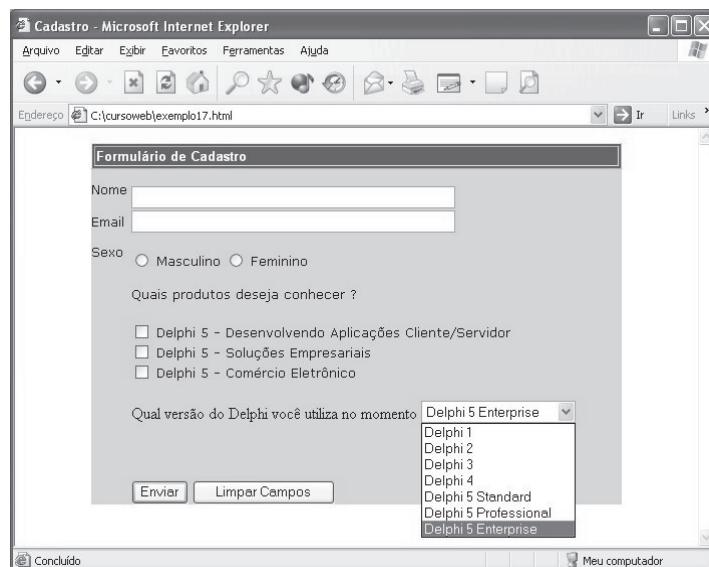 Cadastro - Microsoft Internet Explorer
Arquivo Editar Exibir Favoritos Ferramentas Ajuda
Endereço C:\cursoweb\exemplo17.html Ir Links
Formulário de Cadastro
Nome
Email
Sexo Masculino Feminino
Quais produtos deseja conhecer ?
Delphi 5 - Desenvolvendo Aplicações Cliente/Servidor
Delphi 5 - Soluções Empresariais
Delphi 5 - Comércio Eletrônico
Qual versão do Delphi você utiliza no momento Delphi 5 Enterprise
Delphi 1
Delphi 2
Delphi 3
Delphi 4
Delphi 5 Standard
Delphi 5 Professional
Delphi 5 Enterprise
Enviar Limpar Campos
Concluído Meu computador